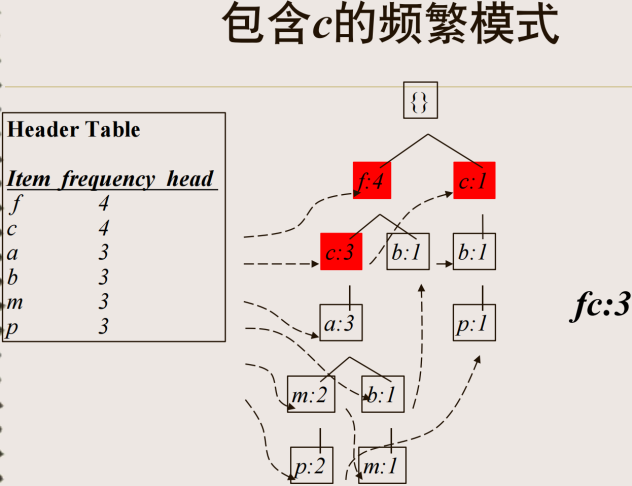 包含c的频繁模式
{}
Header Table
Item frequency head
f 4
c 4
a 3
b 3
m 3
p 3
f:4
c:1
c:3
b:1
b:1
fc:3
a:3
p:1
m:2
b:1
p:2
m:1